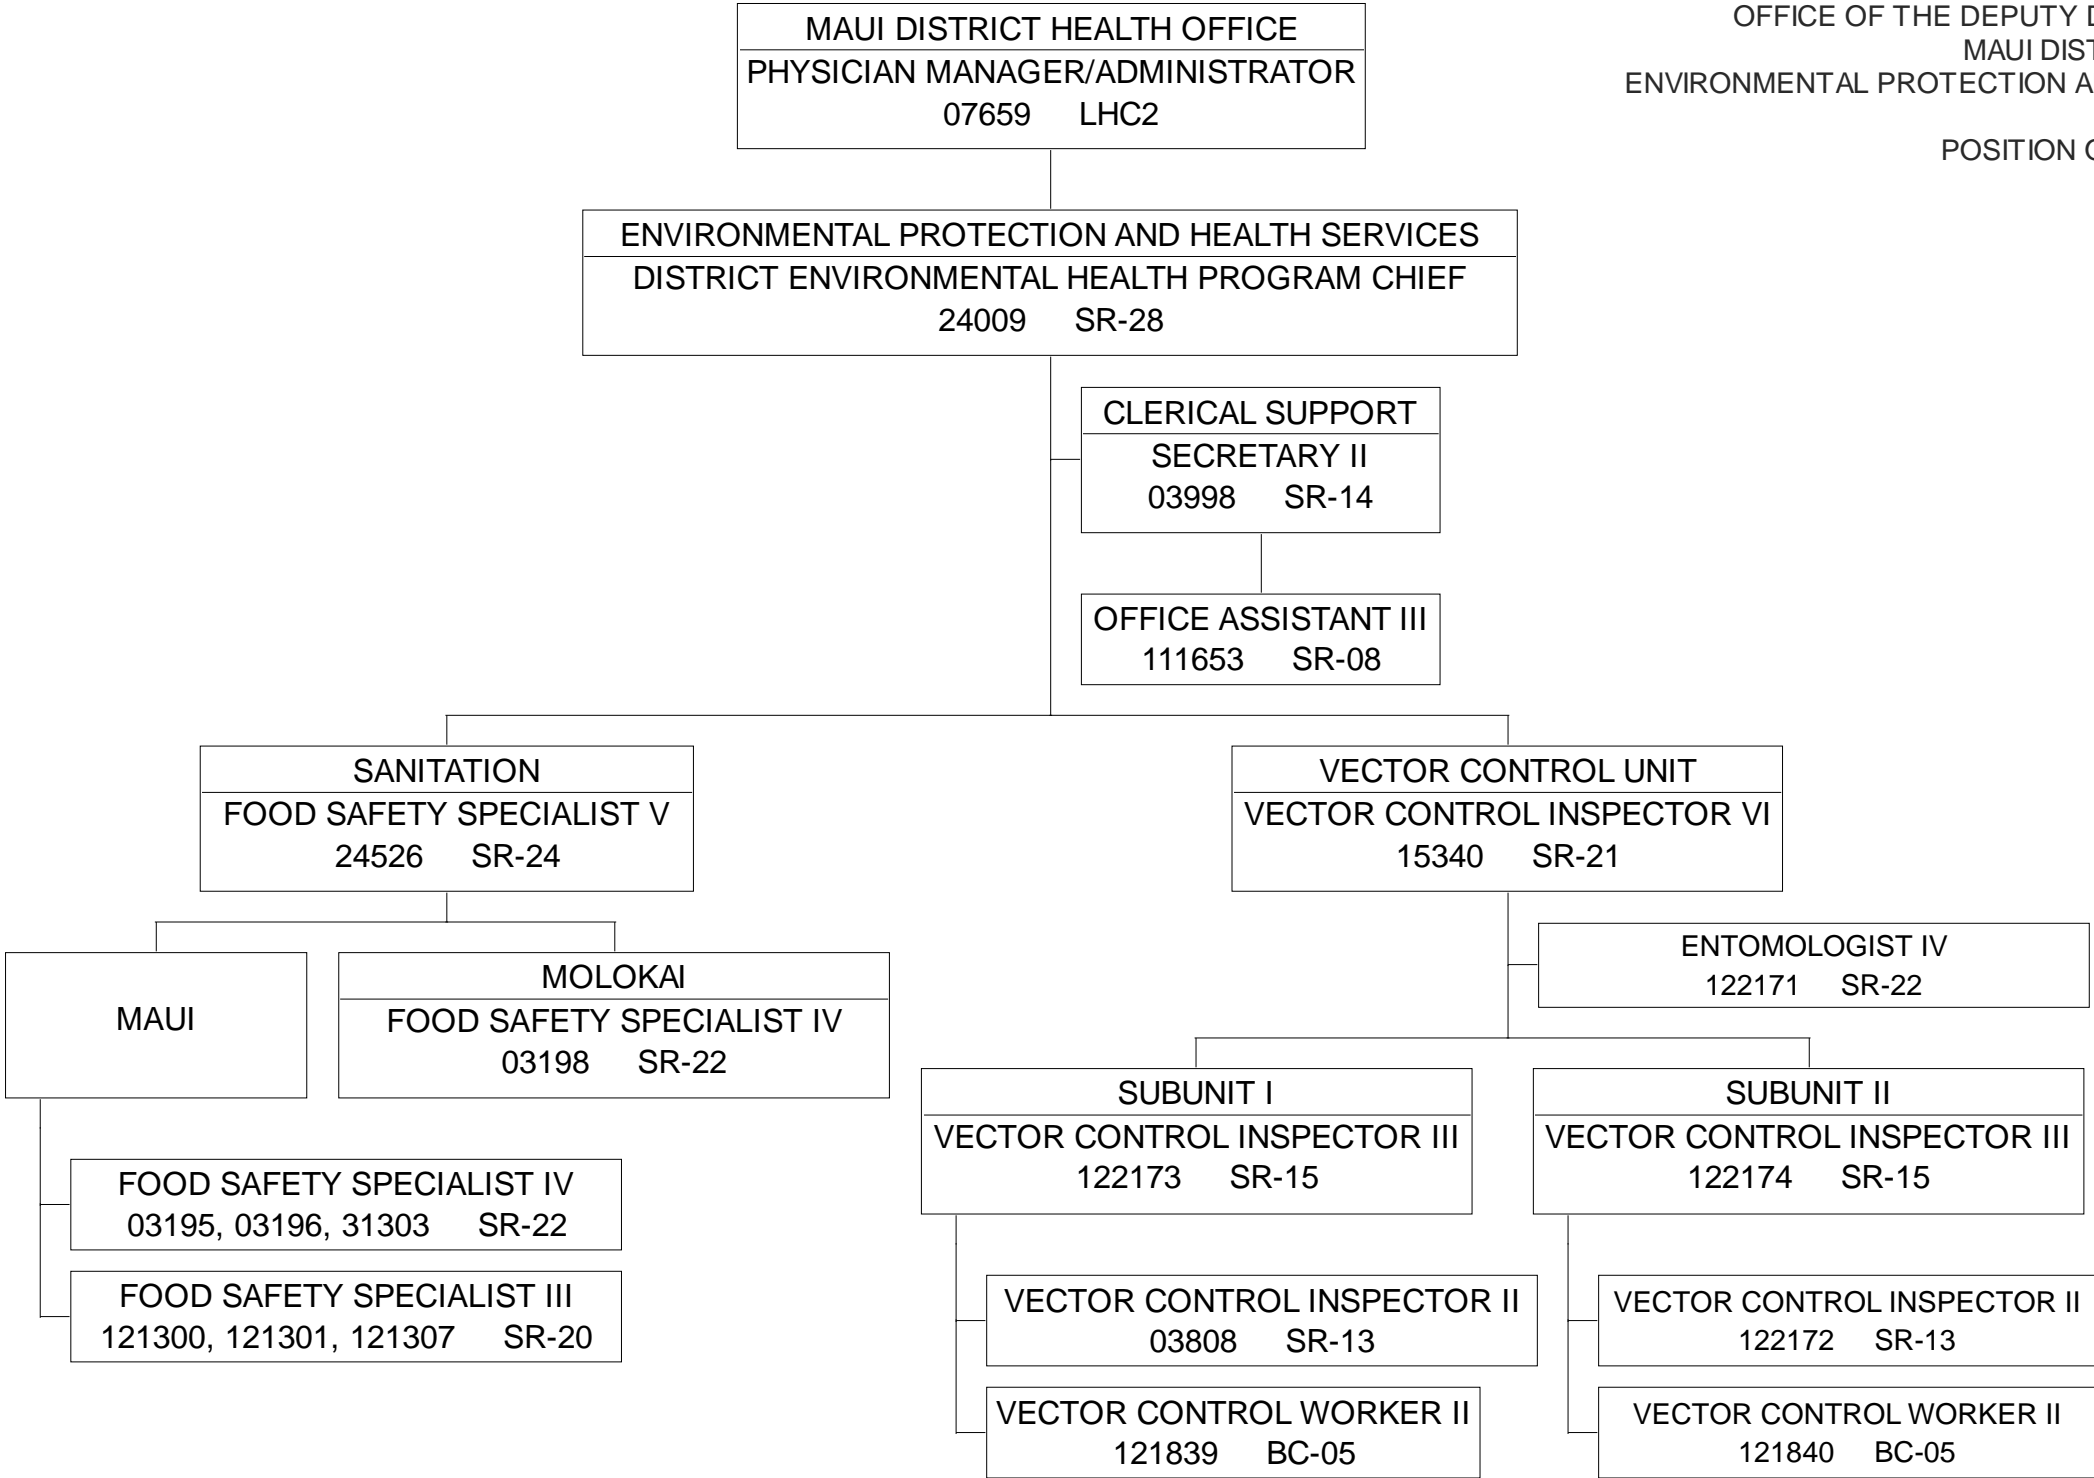 OFFICE OF THE DEPUTY
MAUI
ENVIRONMENTAL PROTECTION
POSITION
MAUI DISTRICT HEALTH OFFICE
PHYSICIAN MANAGER/ADMINISTRATOR
07659 LHC2
ENVIRONMENTAL PROTECTION AND HEALTH SERVICES
DISTRICT ENVIRONMENTAL HEALTH PROGRAM CHIEF
24009 SR-28
CLERICAL SUPPORT
SECRETARY II
03998 SR-14
OFFICE ASSISTANT III
111653 SR-08
SANITATION
FOOD SAFETY SPECIALIST V
24526 SR-24
MAUI
FOOD SAFETY SPECIALIST IV
03195, 03196, 31303 SR-22
FOOD SAFETY SPECIALIST III
121300, 121301, 121307 SR-20
MOLOKAI
FOOD SAFETY SPECIALIST IV
03198 SR-22
VECTOR CONTROL UNIT
VECTOR CONTROL INSPECTOR VI
15340 SR-21
ENTOMOLOGIST IV
122171 SR-22
SUBUNIT I
VECTOR CONTROL INSPECTOR III
122173 SR-15
VECTOR CONTROL INSPECTOR II
03808 SR-13
VECTOR CONTROL WORKER II
121839 BC-05
SUBUNIT II
VECTOR CONTROL INSPECTOR III
122174 SR-15
VECTOR CONTROL INSPECTOR II
122172 SR-13
VECTOR CONTROL WORKER II
121840 BC-05